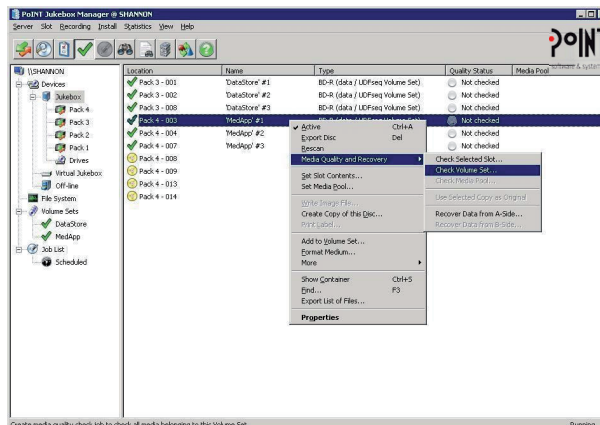 PoINT Jukebox Manager @ SHANNON
Server Slot Recording Install Statistics View Help
PoINT
software & systems
\\SHANNON
Devices
Jukebox
Pack 4
Pack 3
Pack 2
Pack 1
Drives
Virtual Jukebox
Off-line
File System
Volume Sets
DataStore
MedApp
Job List
Scheduled
Location Name Type Quality Status Media Pool
Pack 3 - 001 'DataStore' #1 BD-R (data / UDFseq Volume Set) Not checked
Pack 3 - 002 'DataStore' #2 BD-R (data / UDFseq Volume Set) Not checked
Pack 3 - 008 'DataStore' #3 BD-R (data / UDFseq Volume Set) Not checked
Pack 4 - 003 'MedApp' #1 BD-R (data / UDFseq Volume Set) Not checked
Pack 4 - 004 'MedApp' #2 Not checked
Pack 4 - 007 'MedApp' #3 Not checked
Pack 4 - 008
Pack 4 - 009
Pack 4 - 013
Pack 4 - 014
Active Ctrl+A
Export Disc Del
Rescan
Media Quality and Recovery
Set Slot Contents...
Set Media Pool...
Write Image File...
Create Copy of this Disc...
Print Label...
Add to Volume Set...
Format Medium...
More
Show Container Ctrl+S
Find... F3
Export List of Files...
Properties
Check Selected Slot...
Check Volume Set...
Check Media Pool...
Use Selected Copy as Original
Recover Data from A-Side...
Recover Data from B-Side...
Create media quality check job to check all media belonging to this Volume Set Running